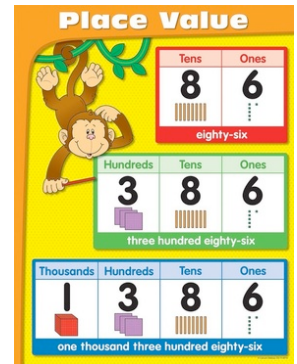 Place Value
Tens Ones
8 6
eighty-six
Hundreds Tens Ones
3 8 6
three hundred eighty-six
Thousands Hundreds Tens Ones
1 3 8 6
one thousand three hundred eighty-six